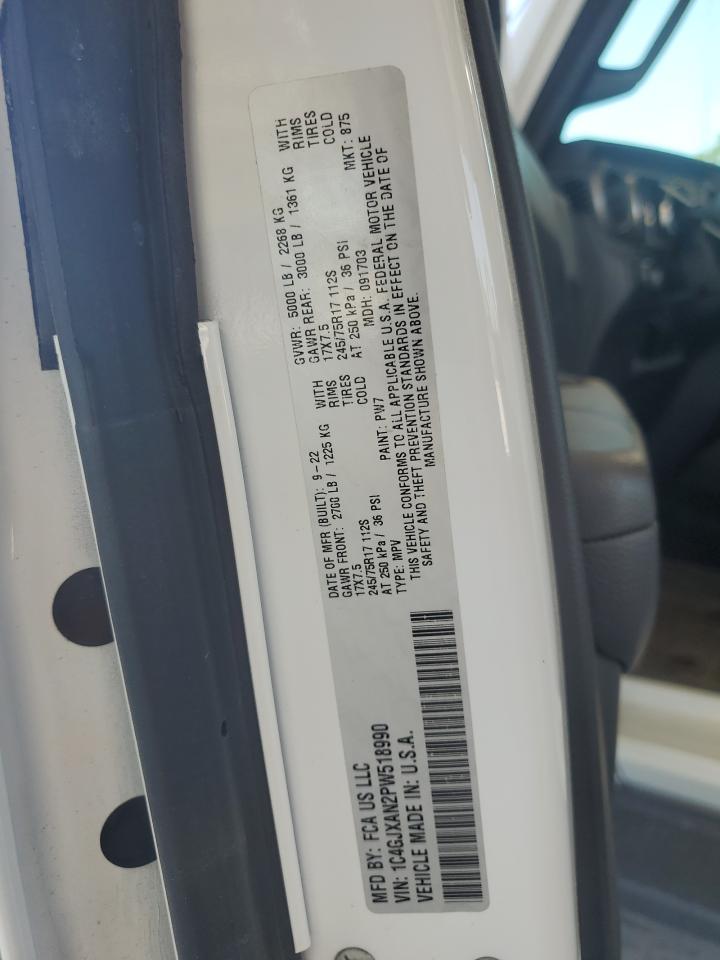 MFD BY: FCA US LLC
VIN: 1C4GJXAN2PW518990
VEHICLE MADE IN: U.S.A.
DATE OF MFR (BUILT): 9-22 GVWR: 5000 LB / 2268 KG
GAWR FRONT: 2700 LB / 1225 KG WITH GAWR REAR: 3000 LB / 1361 KG WITH
17X7.5 RIMS 17X7.5 RIMS
245/75R17 112S TIRES 245/75R17 112S TIRES
AT 250 kPa / 36 PSI COLD AT 250 kPa / 36 PSI COLD
TYPE: MPV PAINT: PW7 MDH: 091703 MKT: 875
THIS VEHICLE CONFORMS TO ALL APPLICABLE U.S.A. FEDERAL MOTOR VEHICLE
SAFETY AND THEFT PREVENTION STANDARDS IN EFFECT ON THE DATE OF
MANUFACTURE SHOWN ABOVE.